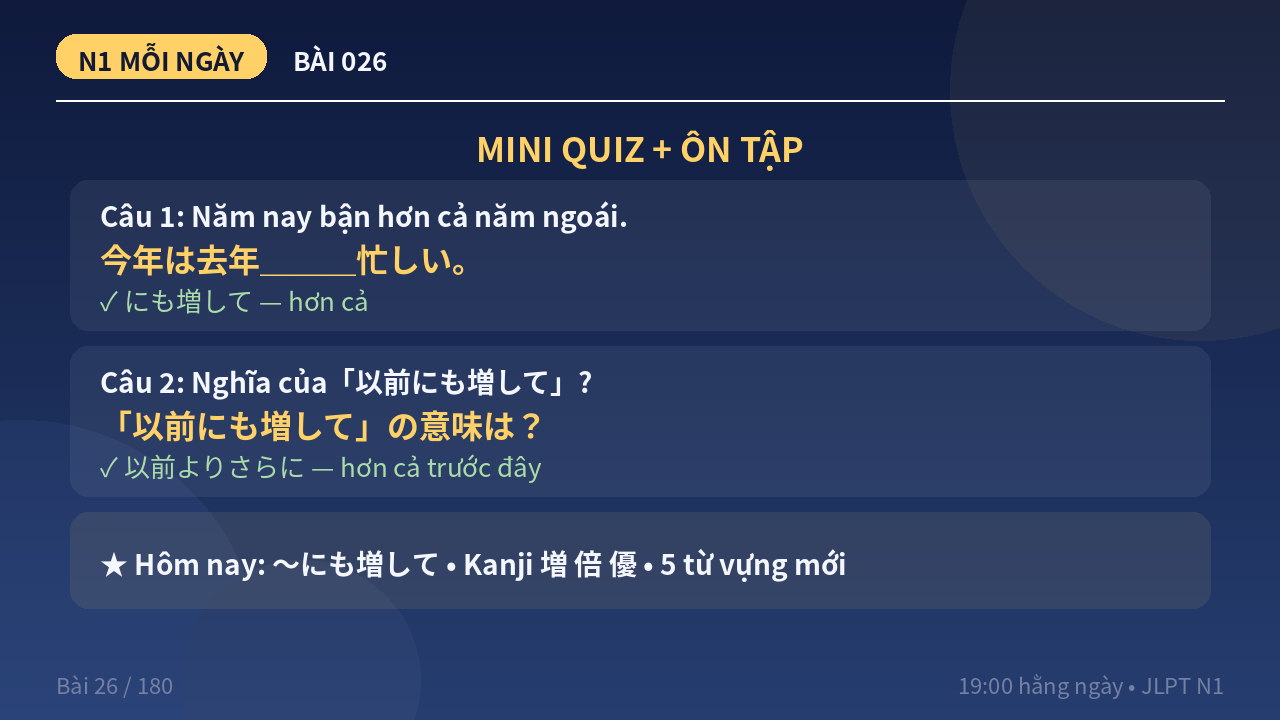 N1 MỖI NGÀY
BÀI 026
MINI QUIZ + ÔN TẬP
Câu 1: Năm nay bận hơn cả năm ngoái.
今年は去年______忙しい。
✓ にも増して — hơn cả
Câu 2: Nghĩa của「以前にも増して」?
「以前にも増して」の意味は？
✓ 以前よりさらに — hơn cả trước đây
★ Hôm nay: 〜にも増して • Kanji 増 倍 優 • 5 từ vựng mới
Bài 26 / 180
19:00 hằng ngày • JLPT N1